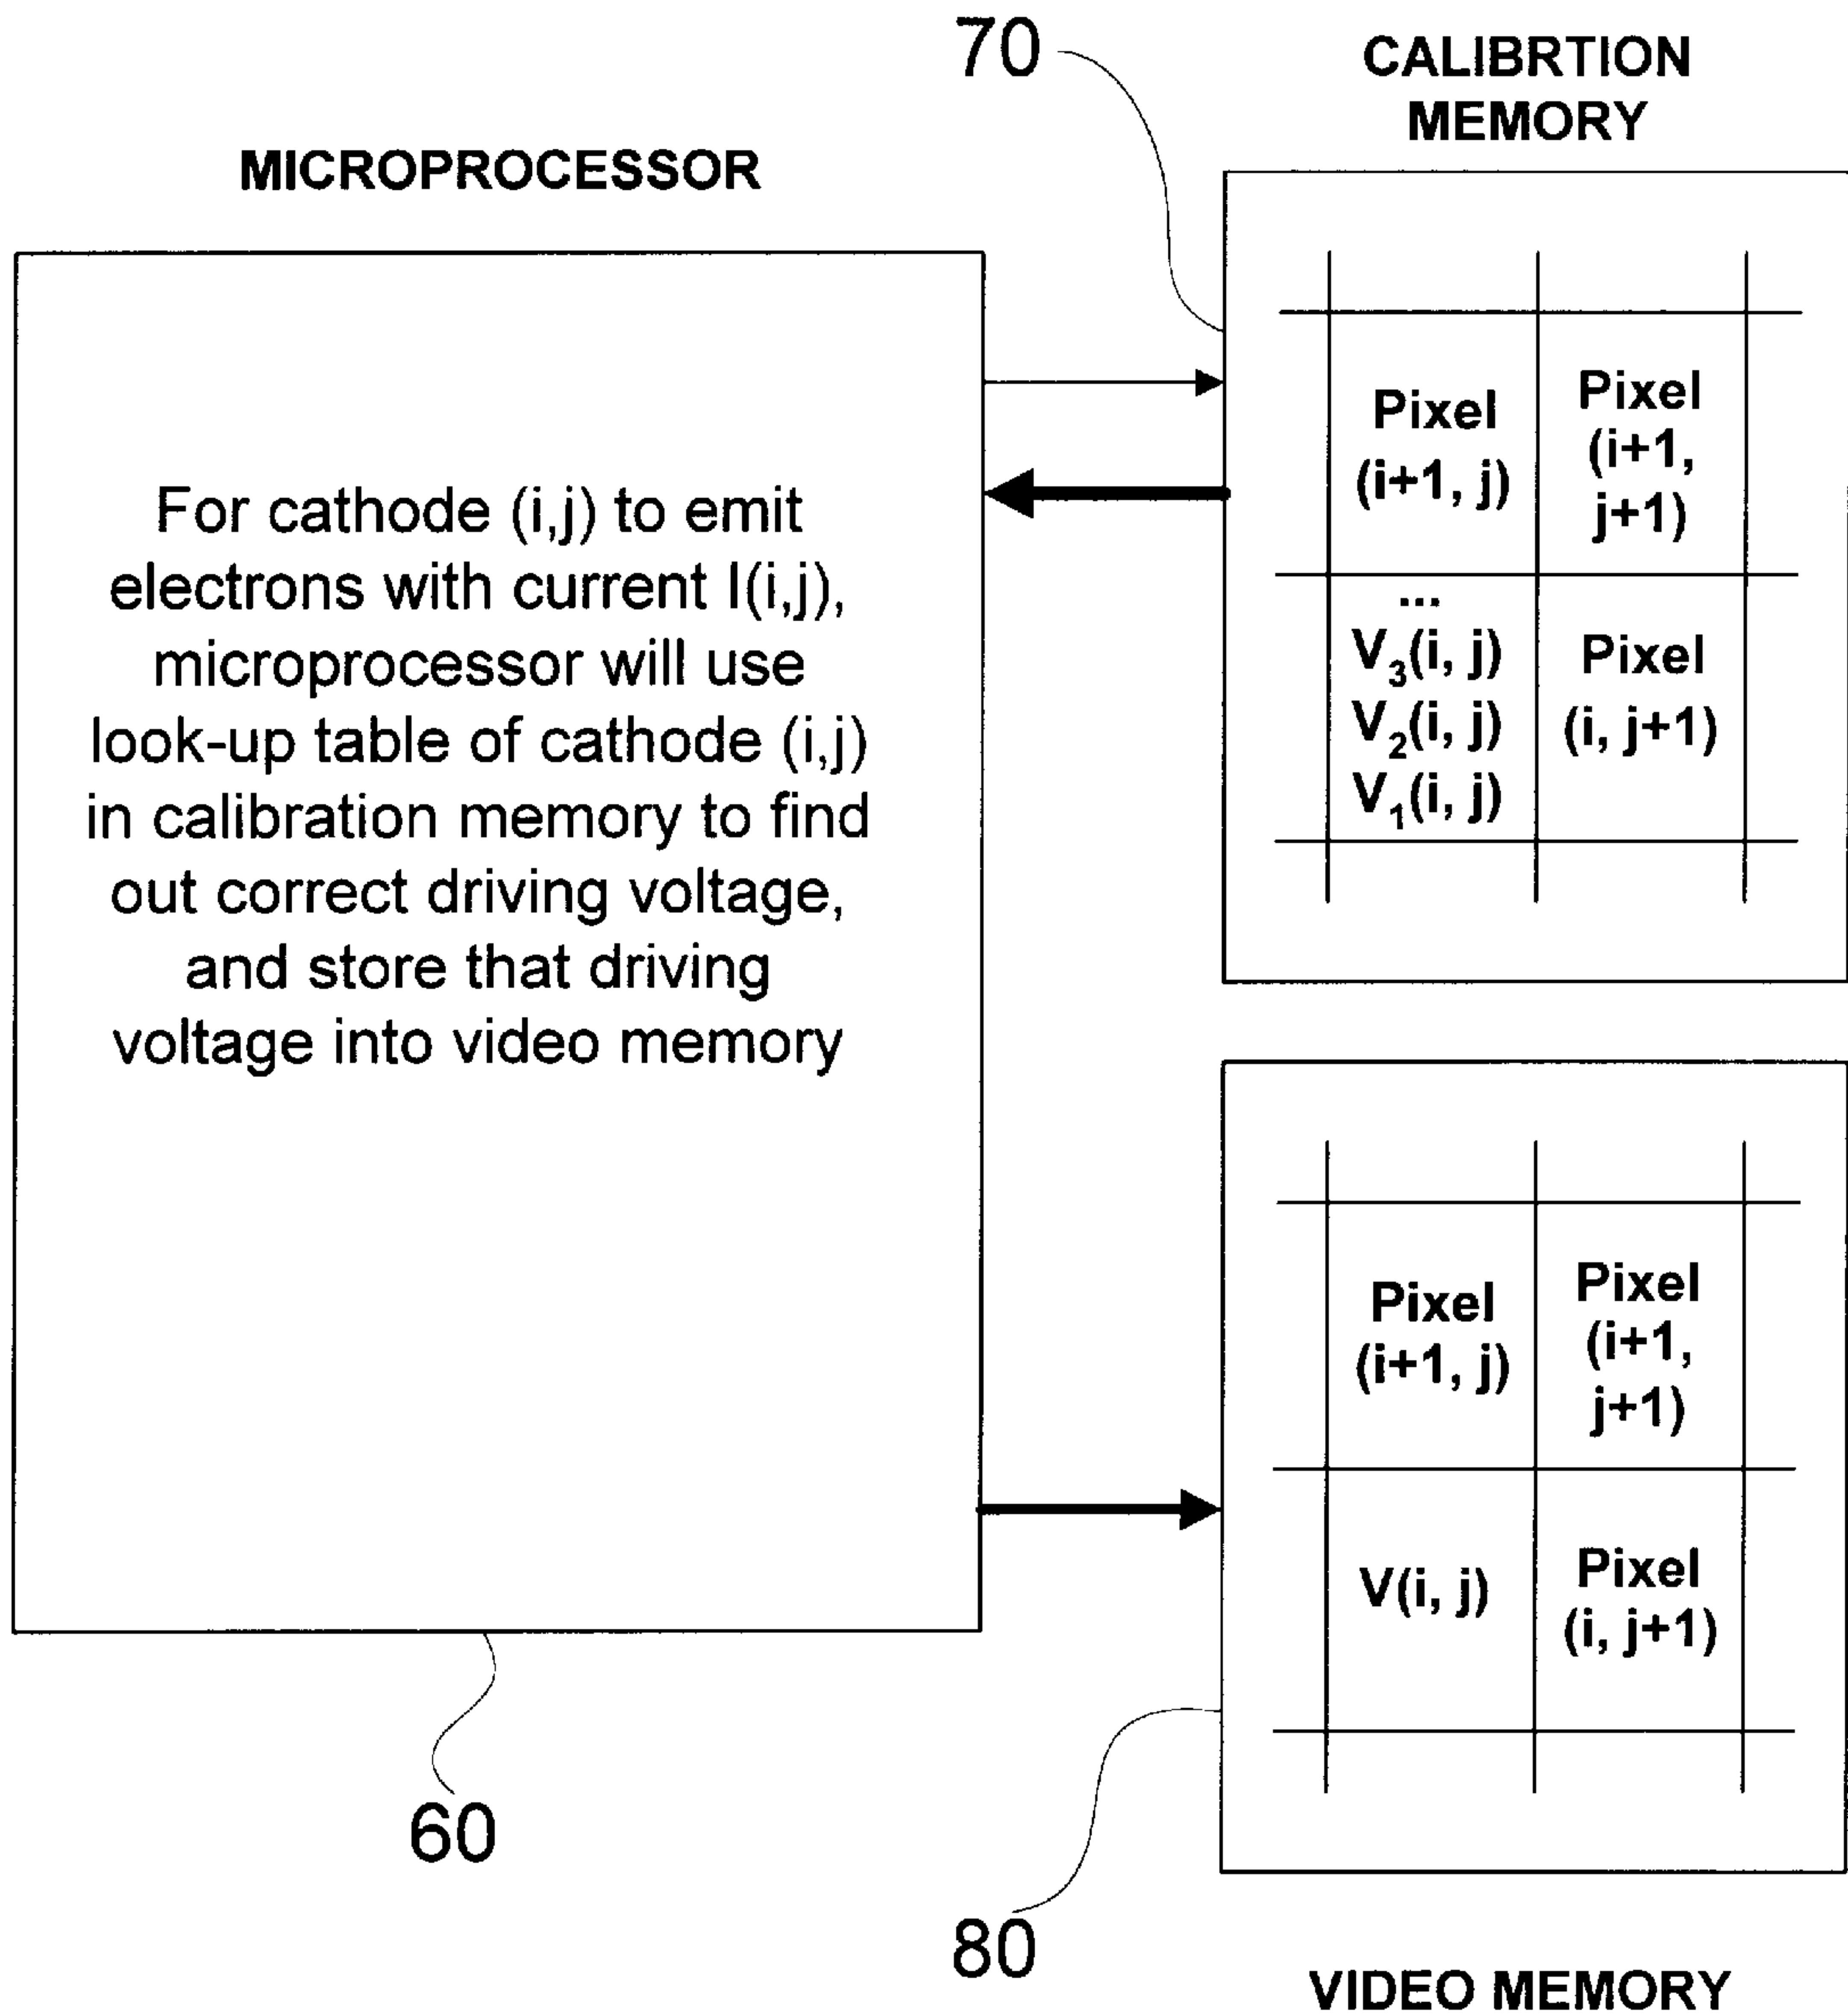 70
CALIBRTION
MEMORY
MICROPROCESSOR
For cathode (i,j) to emit
electrons with current I(i,j),
microprocessor will use
look-up table of cathode (i,j)
in calibration memory to find
out correct driving voltage,
and store that driving
voltage into video memory
Pixel
(i+1, j)
Pixel
(i+1,
j+1)
...
V3(i, j)
V2(i, j)
V1(i, j)
Pixel
(i, j+1)
Pixel
(i+1, j)
Pixel
(i+1,
j+1)
V(i, j)
Pixel
(i, j+1)
60
80
VIDEO MEMORY